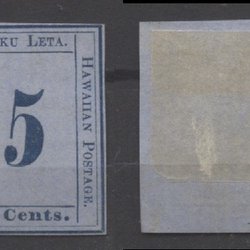 KU LETA.
5
Cents.
HAWAIIAN POSTAGE.